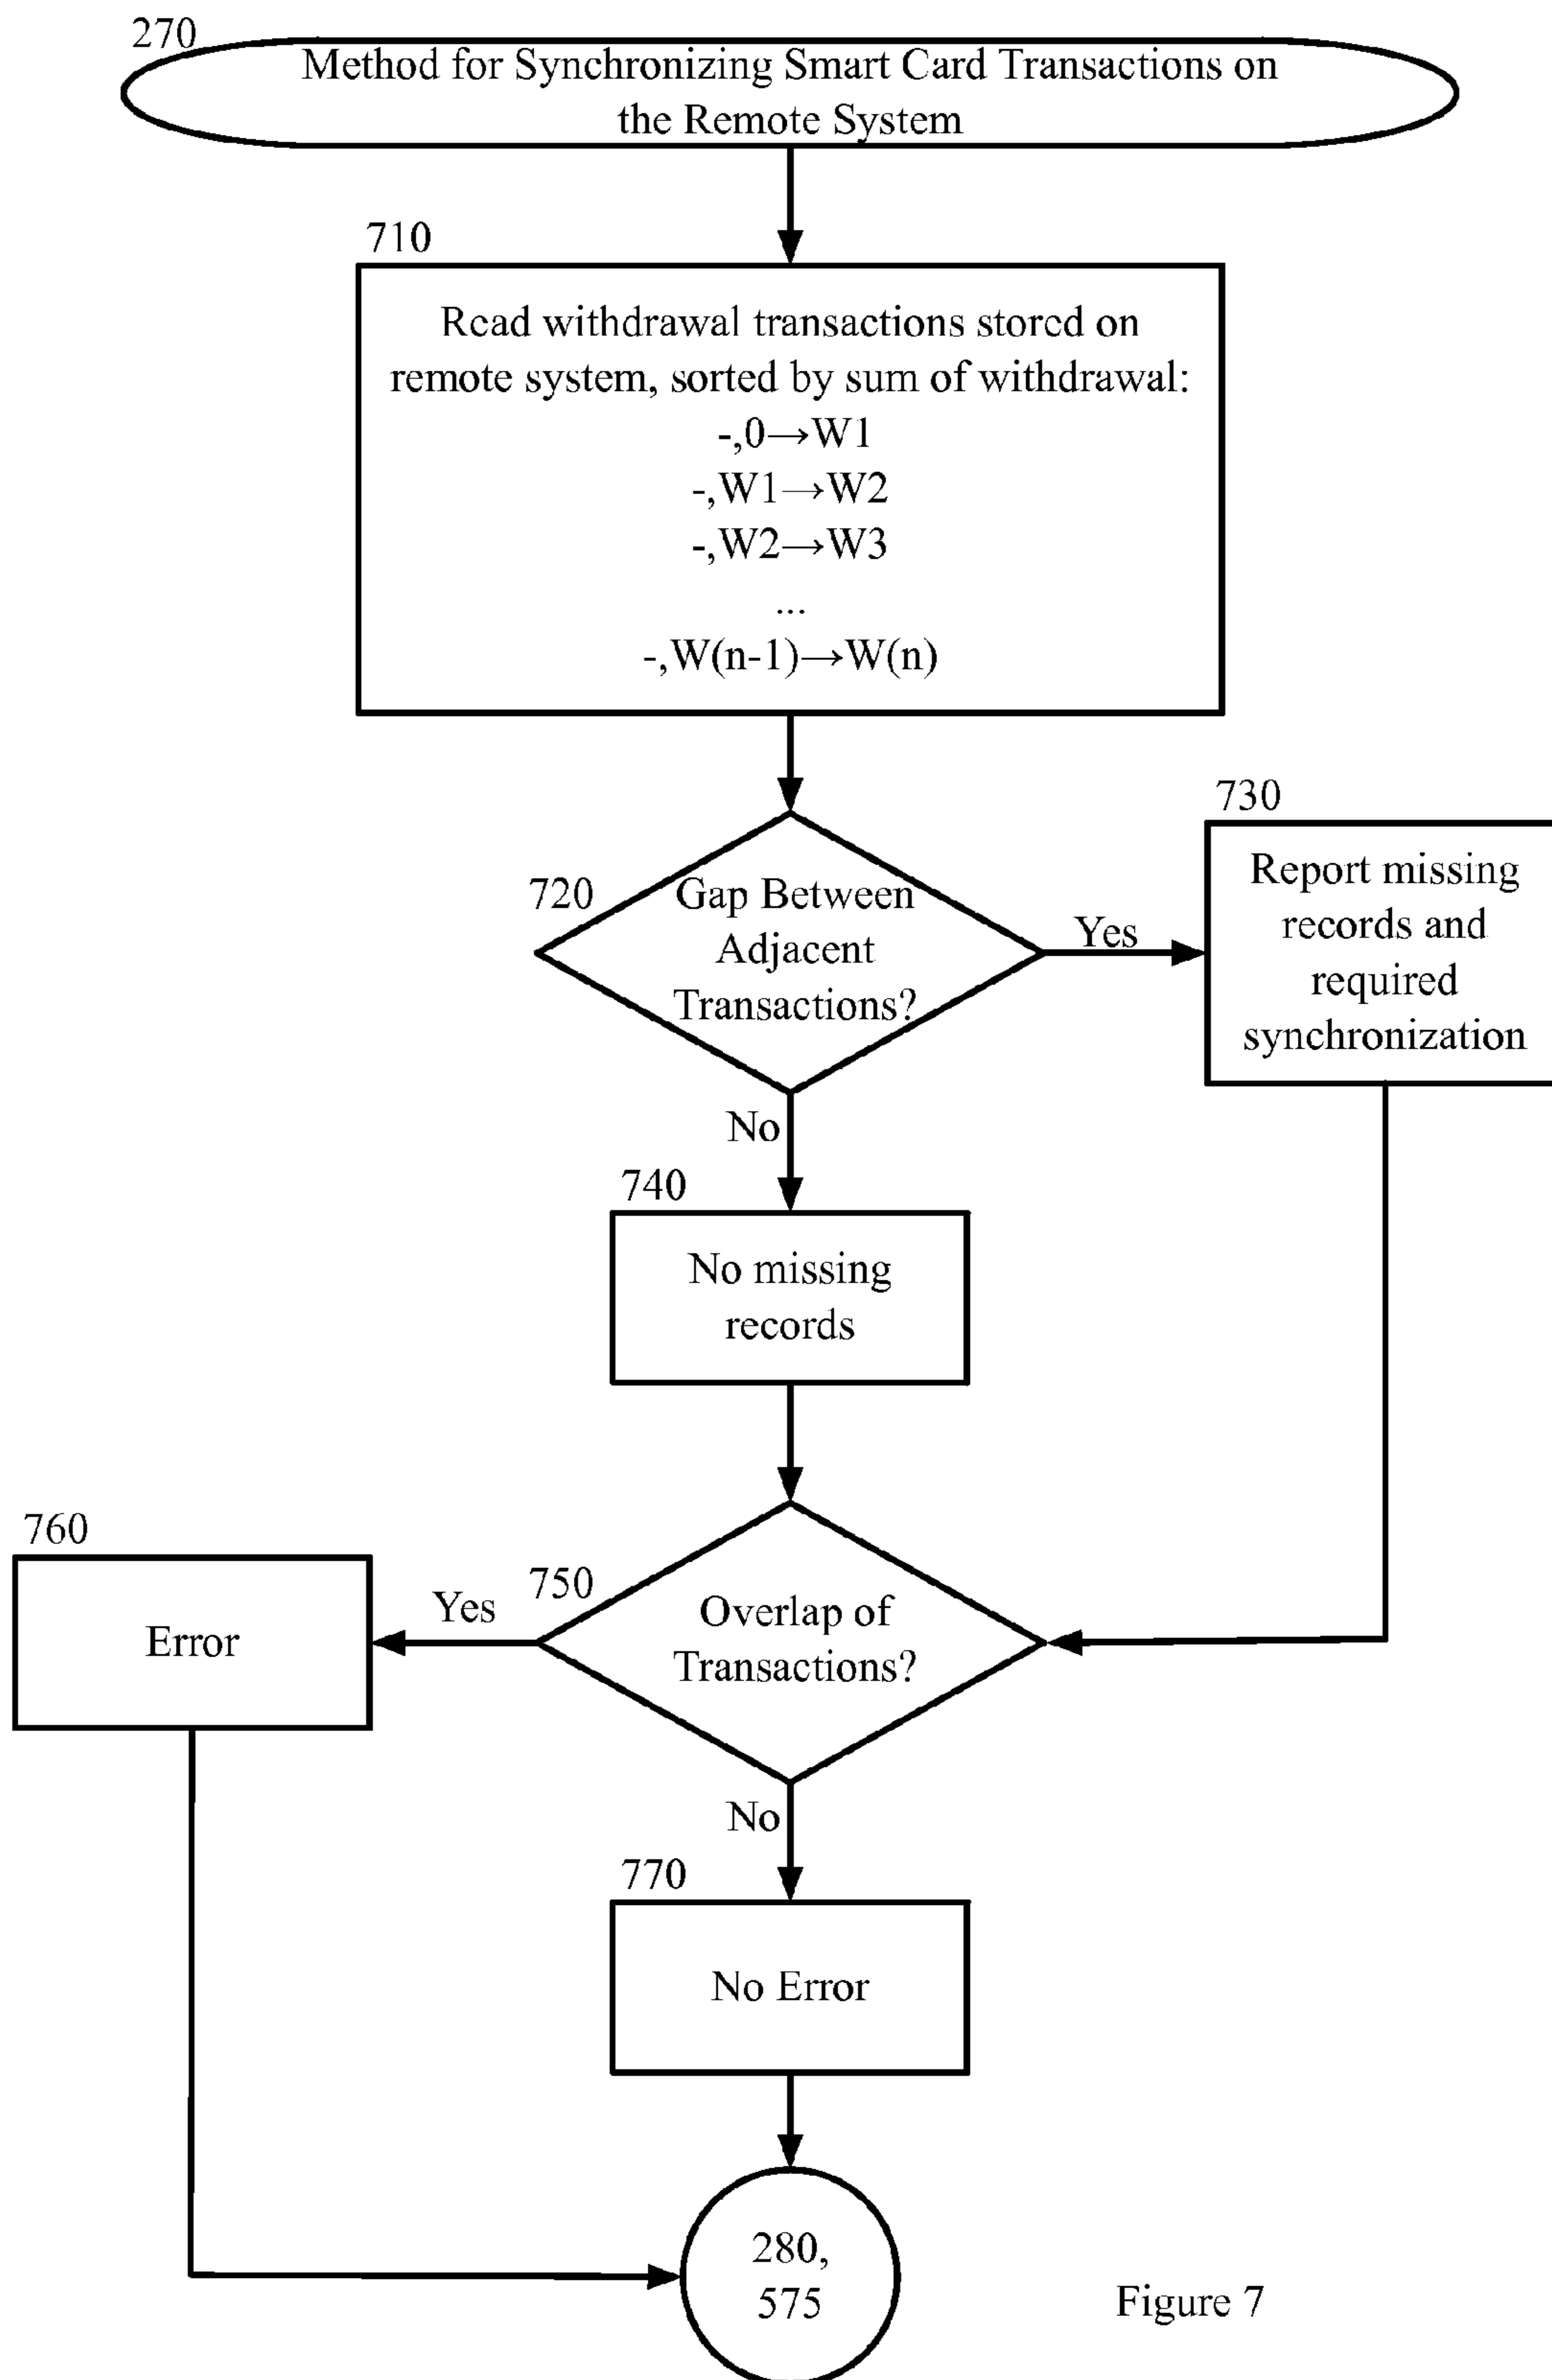 270
Method for Synchronizing Smart Card Transactions on
the Remote System
710
Read withdrawal transactions stored on
remote system, sorted by sum of withdrawal:
-,0→W1
-,W1→W2
-,W2→W3
...
-,W(n-1)→W(n)
720
Gap Between
Adjacent
Transactions?
Yes
730
Report missing
records and
required
synchronization
No
740
No missing
records
750
Overlap of
Transactions?
Yes
760
Error
No
770
No Error
280,
575
Figure 7